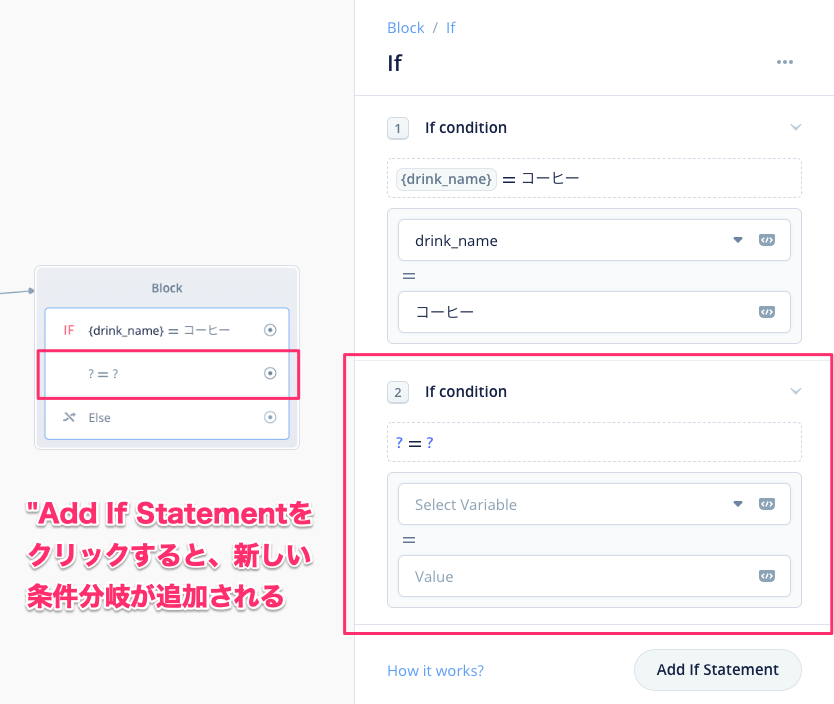 Block / If
If
1 If condition
{drink_name} = コーヒー
drink_name
=
コーヒー
Block
IF {drink_name} = コーヒー
? = ?
Else
2 If condition
? = ?
Select Variable
=
Value
"Add If Statementを
クリックすると、新しい
条件分岐が追加される
How it works?
Add If Statement